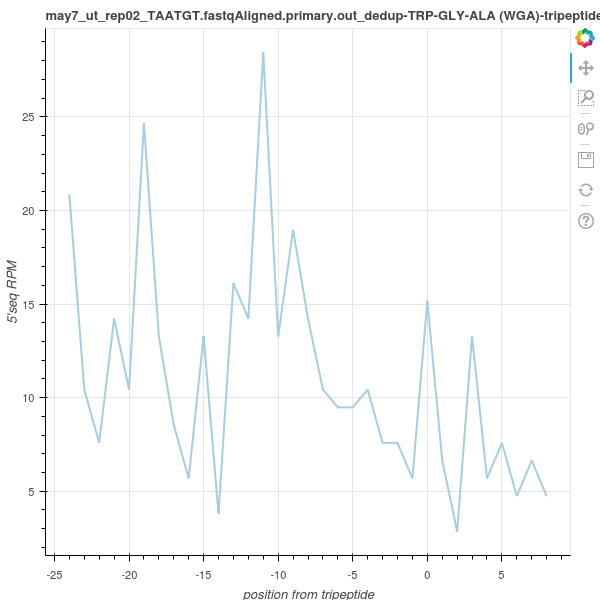 may7_ut_rep02_TAATGT.fastqAligned.primary.out_dedup-TRP-GLY-ALA (WGA)-tripeptide
5'seq RPM
25
20
15
10
5
-25 -20 -15 -10 -5 0 5
position from tripeptide